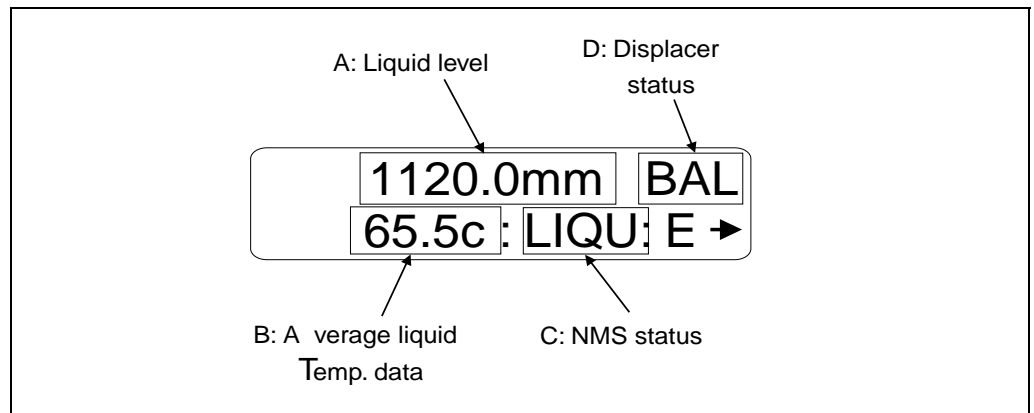 A: Liquid level
D: Displacer
status
1120.0mm BAL
65.5c : LIQU: E →
B: A verage liquid
Temp. data
C: NMS status